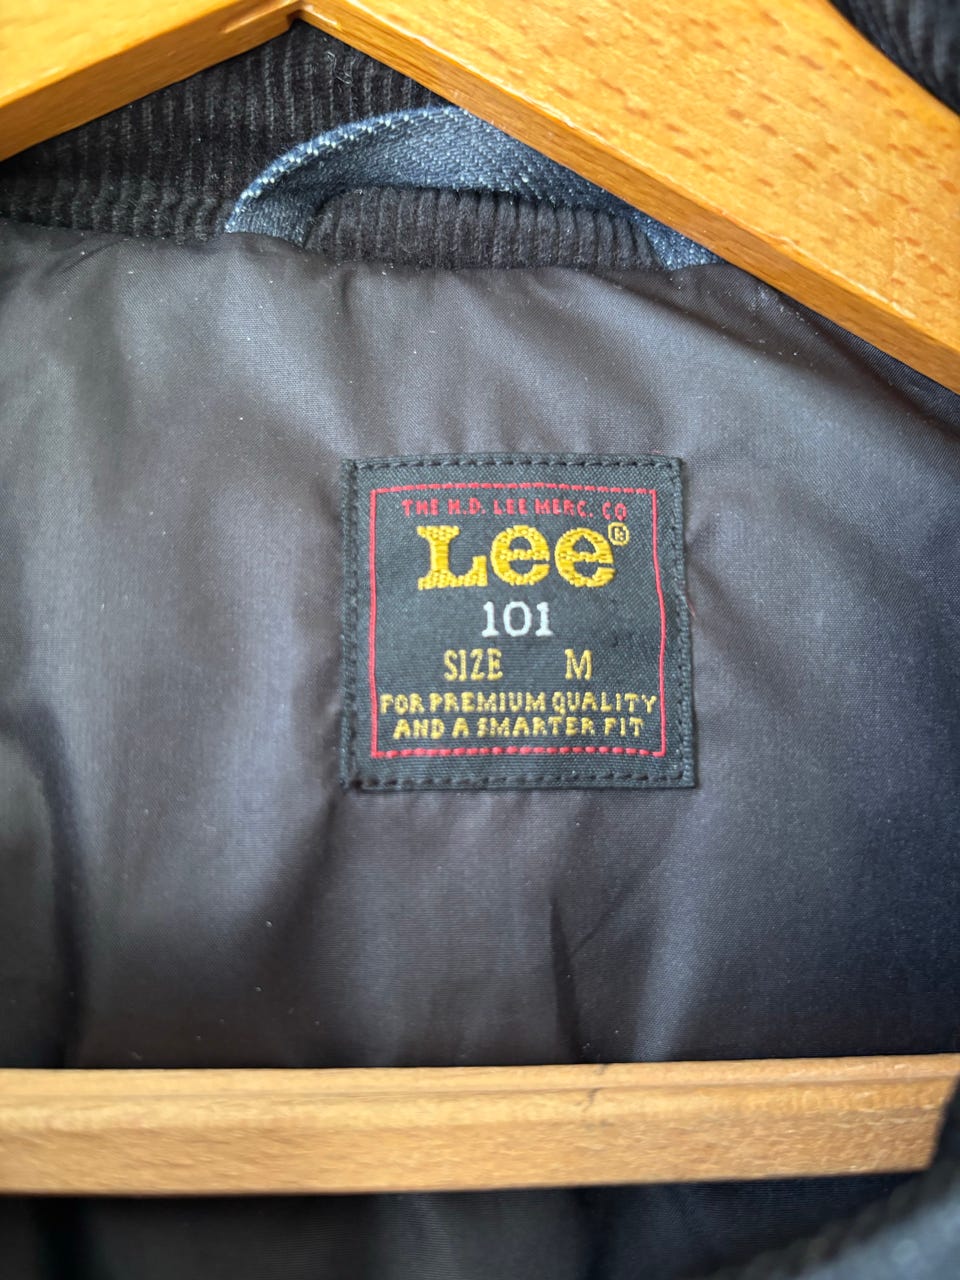 THE H.D. LEE MERC. CO
Lee®
101
SIZE M
FOR PREMIUM QUALITY
AND A SMARTER FIT